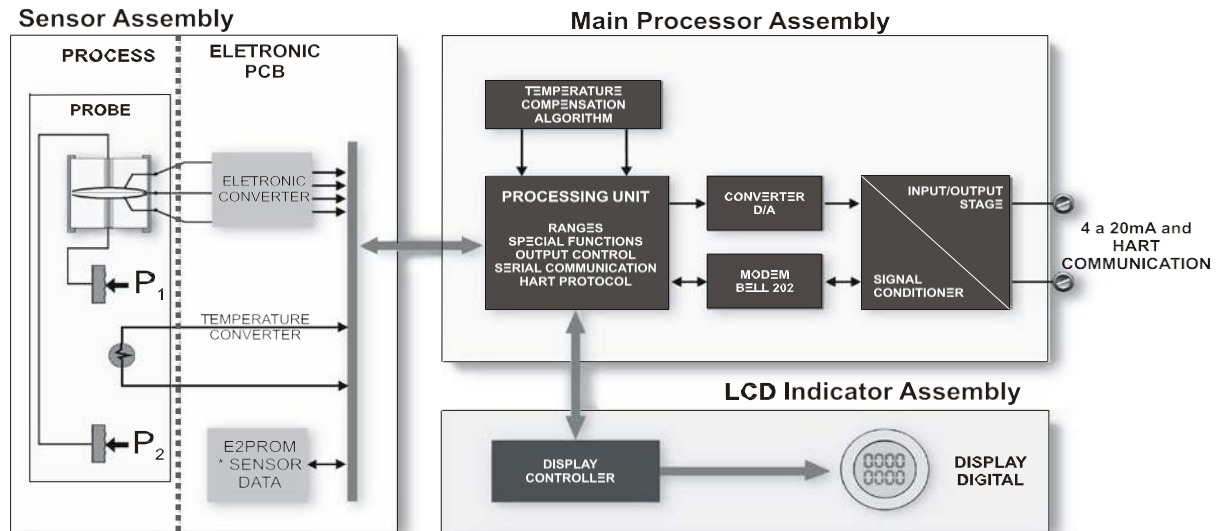 Sensor Assembly
PROCESS
ELETRONIC
PCB
PROBE
ELETRONIC
CONVERTER
P1
TEMPERATURE
CONVERTER
P2
E2PROM
* SENSOR
DATA
Main Processor Assembly
TEMPERATURE
COMPENSATION
ALGORITHM
PROCESSING UNIT
RANGES
SPECIAL FUNCTIONS
OUTPUT CONTROL
SERIAL COMMUNICATION
HART PROTOCOL
CONVERTER
D/A
MODEM
BELL 202
INPUT/OUTPUT
STAGE
SIGNAL
CONDITIONER
4 a 20mA and
HART
COMMUNICATION
LCD Indicator Assembly
DISPLAY
CONTROLLER
0000
0000
DISPLAY
DIGITAL